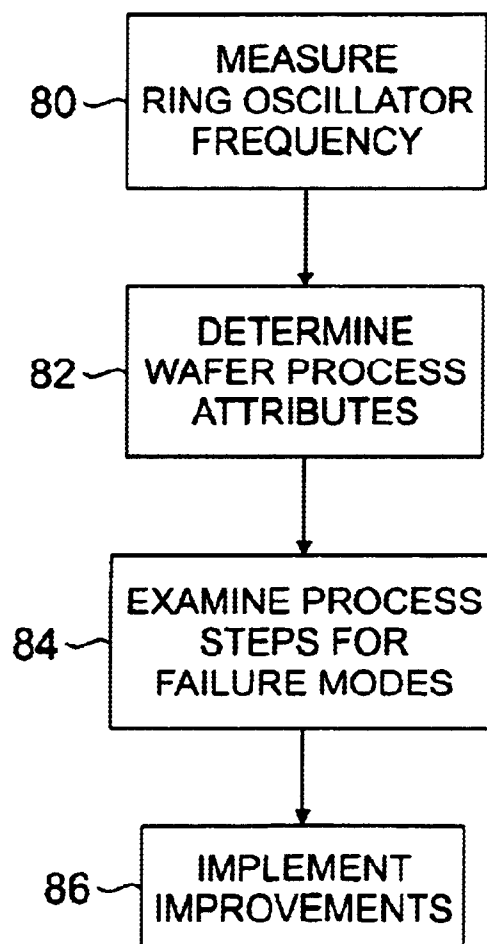 80
MEASURE
RING OSCILLATOR
FREQUENCY
82
DETERMINE
WAFER PROCESS
ATTRIBUTES
84
EXAMINE PROCESS
STEPS FOR
FAILURE MODES
86
IMPLEMENT
IMPROVEMENTS